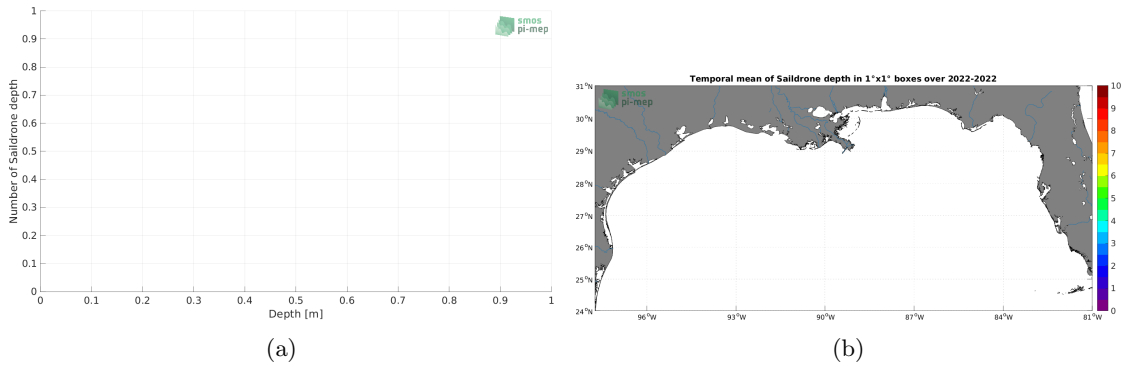 smos
pi-mep
Number of Saildrone depth
1
0.9
0.8
0.7
0.6
0.5
0.4
0.3
0.2
0.1
0
0 0.1 0.2 0.3 0.4 0.5 0.6 0.7 0.8 0.9 1
Depth [m]
(a)
Temporal mean of Saildrone depth in 1°x1° boxes over 2022-2022
smos
pi-mep
31°N
30°N
29°N
28°N
27°N
26°N
25°N
24°N
96°W 93°W 90°W 87°W 84°W 81°W
10
9
8
7
6
5
4
3
2
1
0
(b)